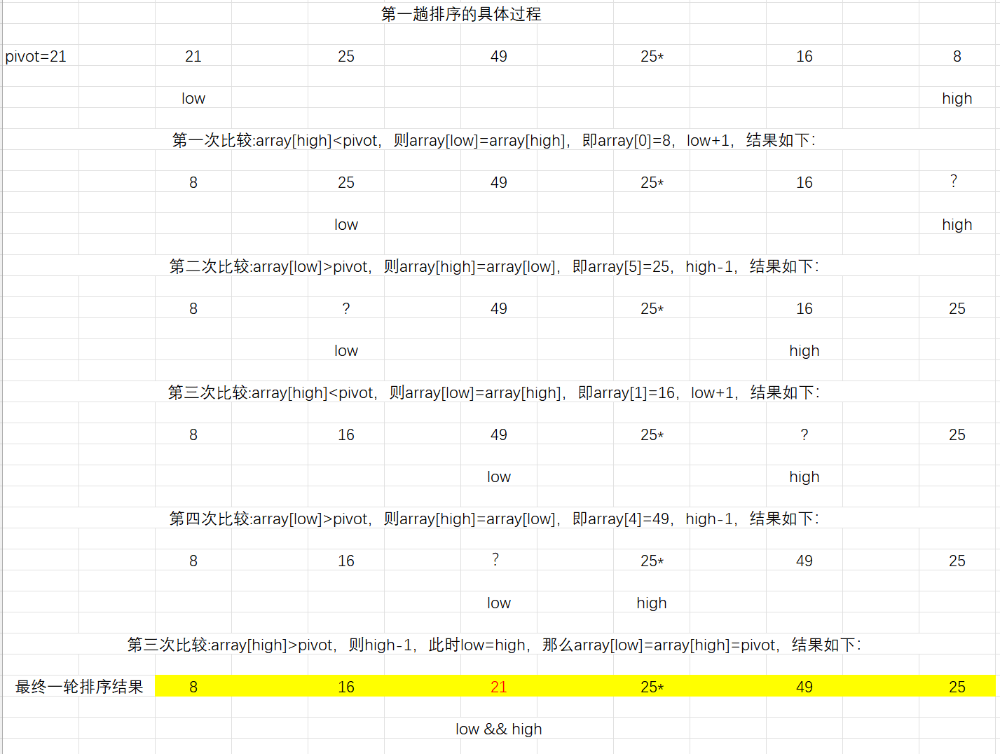 第一趟排序的具体过程
pivot=21 21 25 49 25* 16 8
low high
第一次比较:array[high]<pivot，则array[low]=array[high]，即array[0]=8，low+1，结果如下：
8 25 49 25* 16 ？
low high
第二次比较:array[low]>pivot，则array[high]=array[low]，即array[5]=25，high-1，结果如下：
8 ? 49 25* 16 25
low high
第三次比较:array[high]<pivot，则array[low]=array[high]，即array[1]=16，low+1，结果如下：
8 16 49 25* ? 25
low high
第四次比较:array[low]>pivot，则array[high]=array[low]，即array[4]=49，high-1，结果如下：
8 16 ？ 25* 49 25
low high
第三次比较:array[high]>pivot，则high-1，此时low=high，那么array[low]=array[high]=pivot，结果如下：
最终一轮排序结果 8 16 21 25* 49 25
low && high